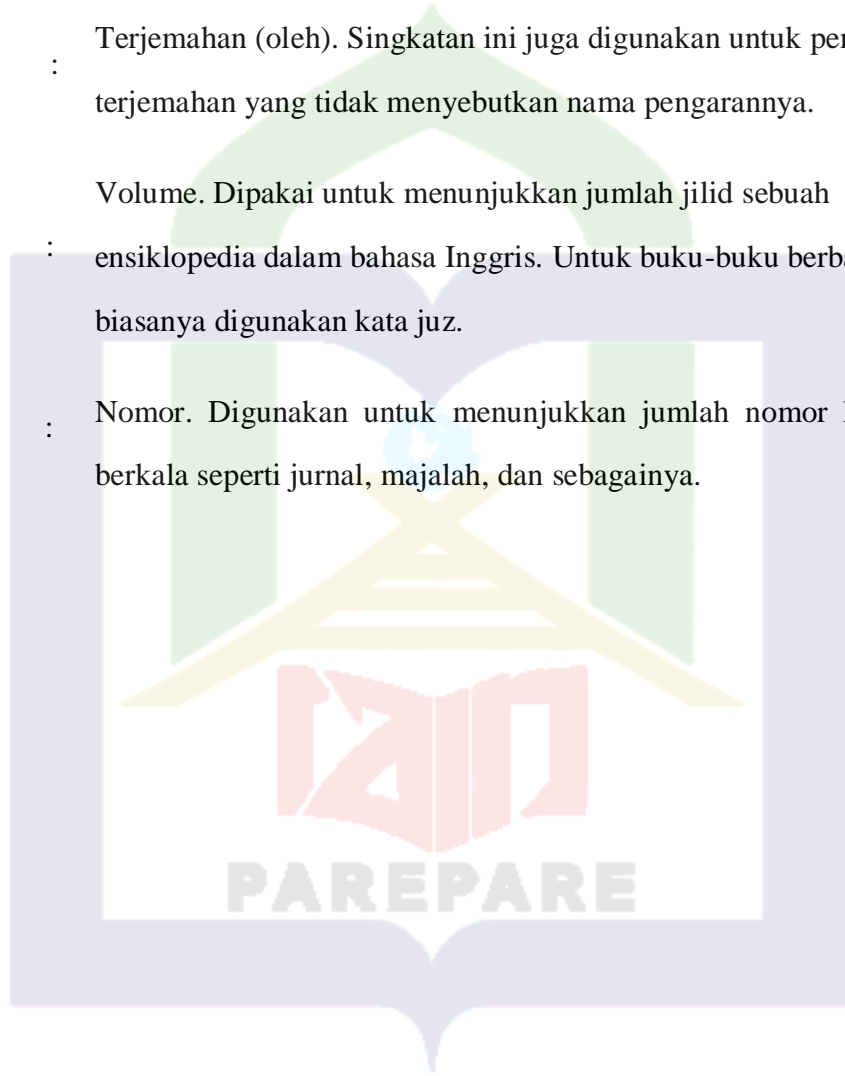 : Terjemahan (oleh). Singkatan ini juga digunakan untuk
terjemahan yang tidak menyebutkan nama pengarannya.
Volume. Dipakai untuk menunjukkan jumlah jilid sebuah
: ensiklopedia dalam bahasa Inggris. Untuk buku-buku
biasanya digunakan kata juz.
: Nomor. Digunakan untuk menunjukkan jumlah nomor
berkala seperti jurnal, majalah, dan sebagainya.
iain
PAREPARE